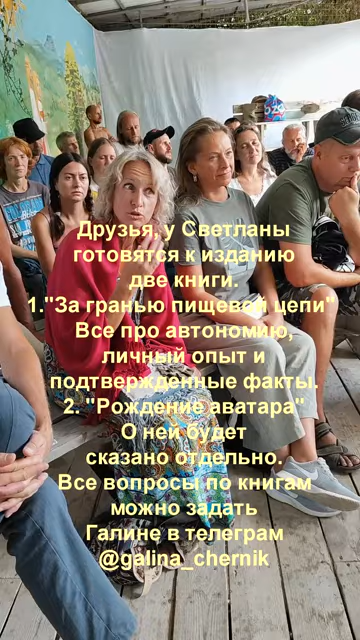 Друзья, у Светланы
готовятся к изданию
две книги.
1."За гранью пищевой цепи"
Все про автономию,
личный опыт и
подтвержденные факты.
2. "Рождение аватара"
О ней будет
сказано отдельно.
Все вопросы по книгам
можно задать
Галине в телеграм
@galina_chernik